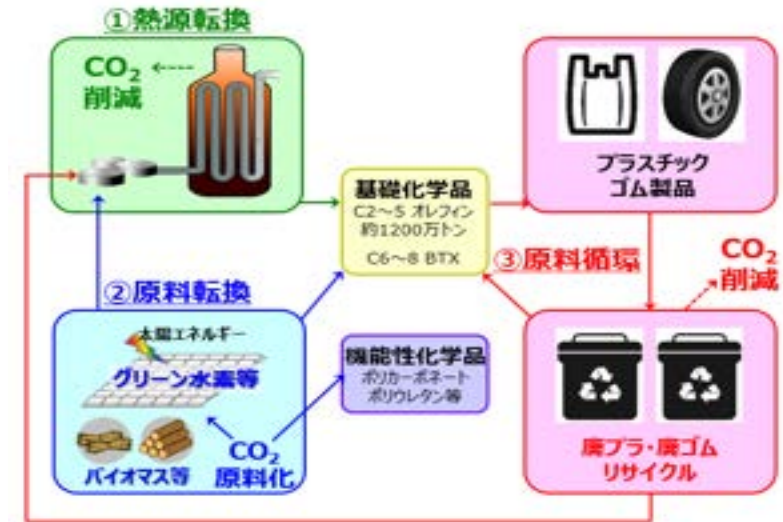 ①熱源転換
CO₂
削減
プラスチック
ゴム製品
基礎化学品
C2～5 オレフィン
約1200万トン
C6～8 BTX
③原料循環
CO₂
削減
②原料転換
太陽エネルギー
グリーン水素等
機能性化学品
ポリカーボネート
ポリウレタン等
CO₂
原料化
バイオマス等
廃プラ・廃ゴム
リサイクル